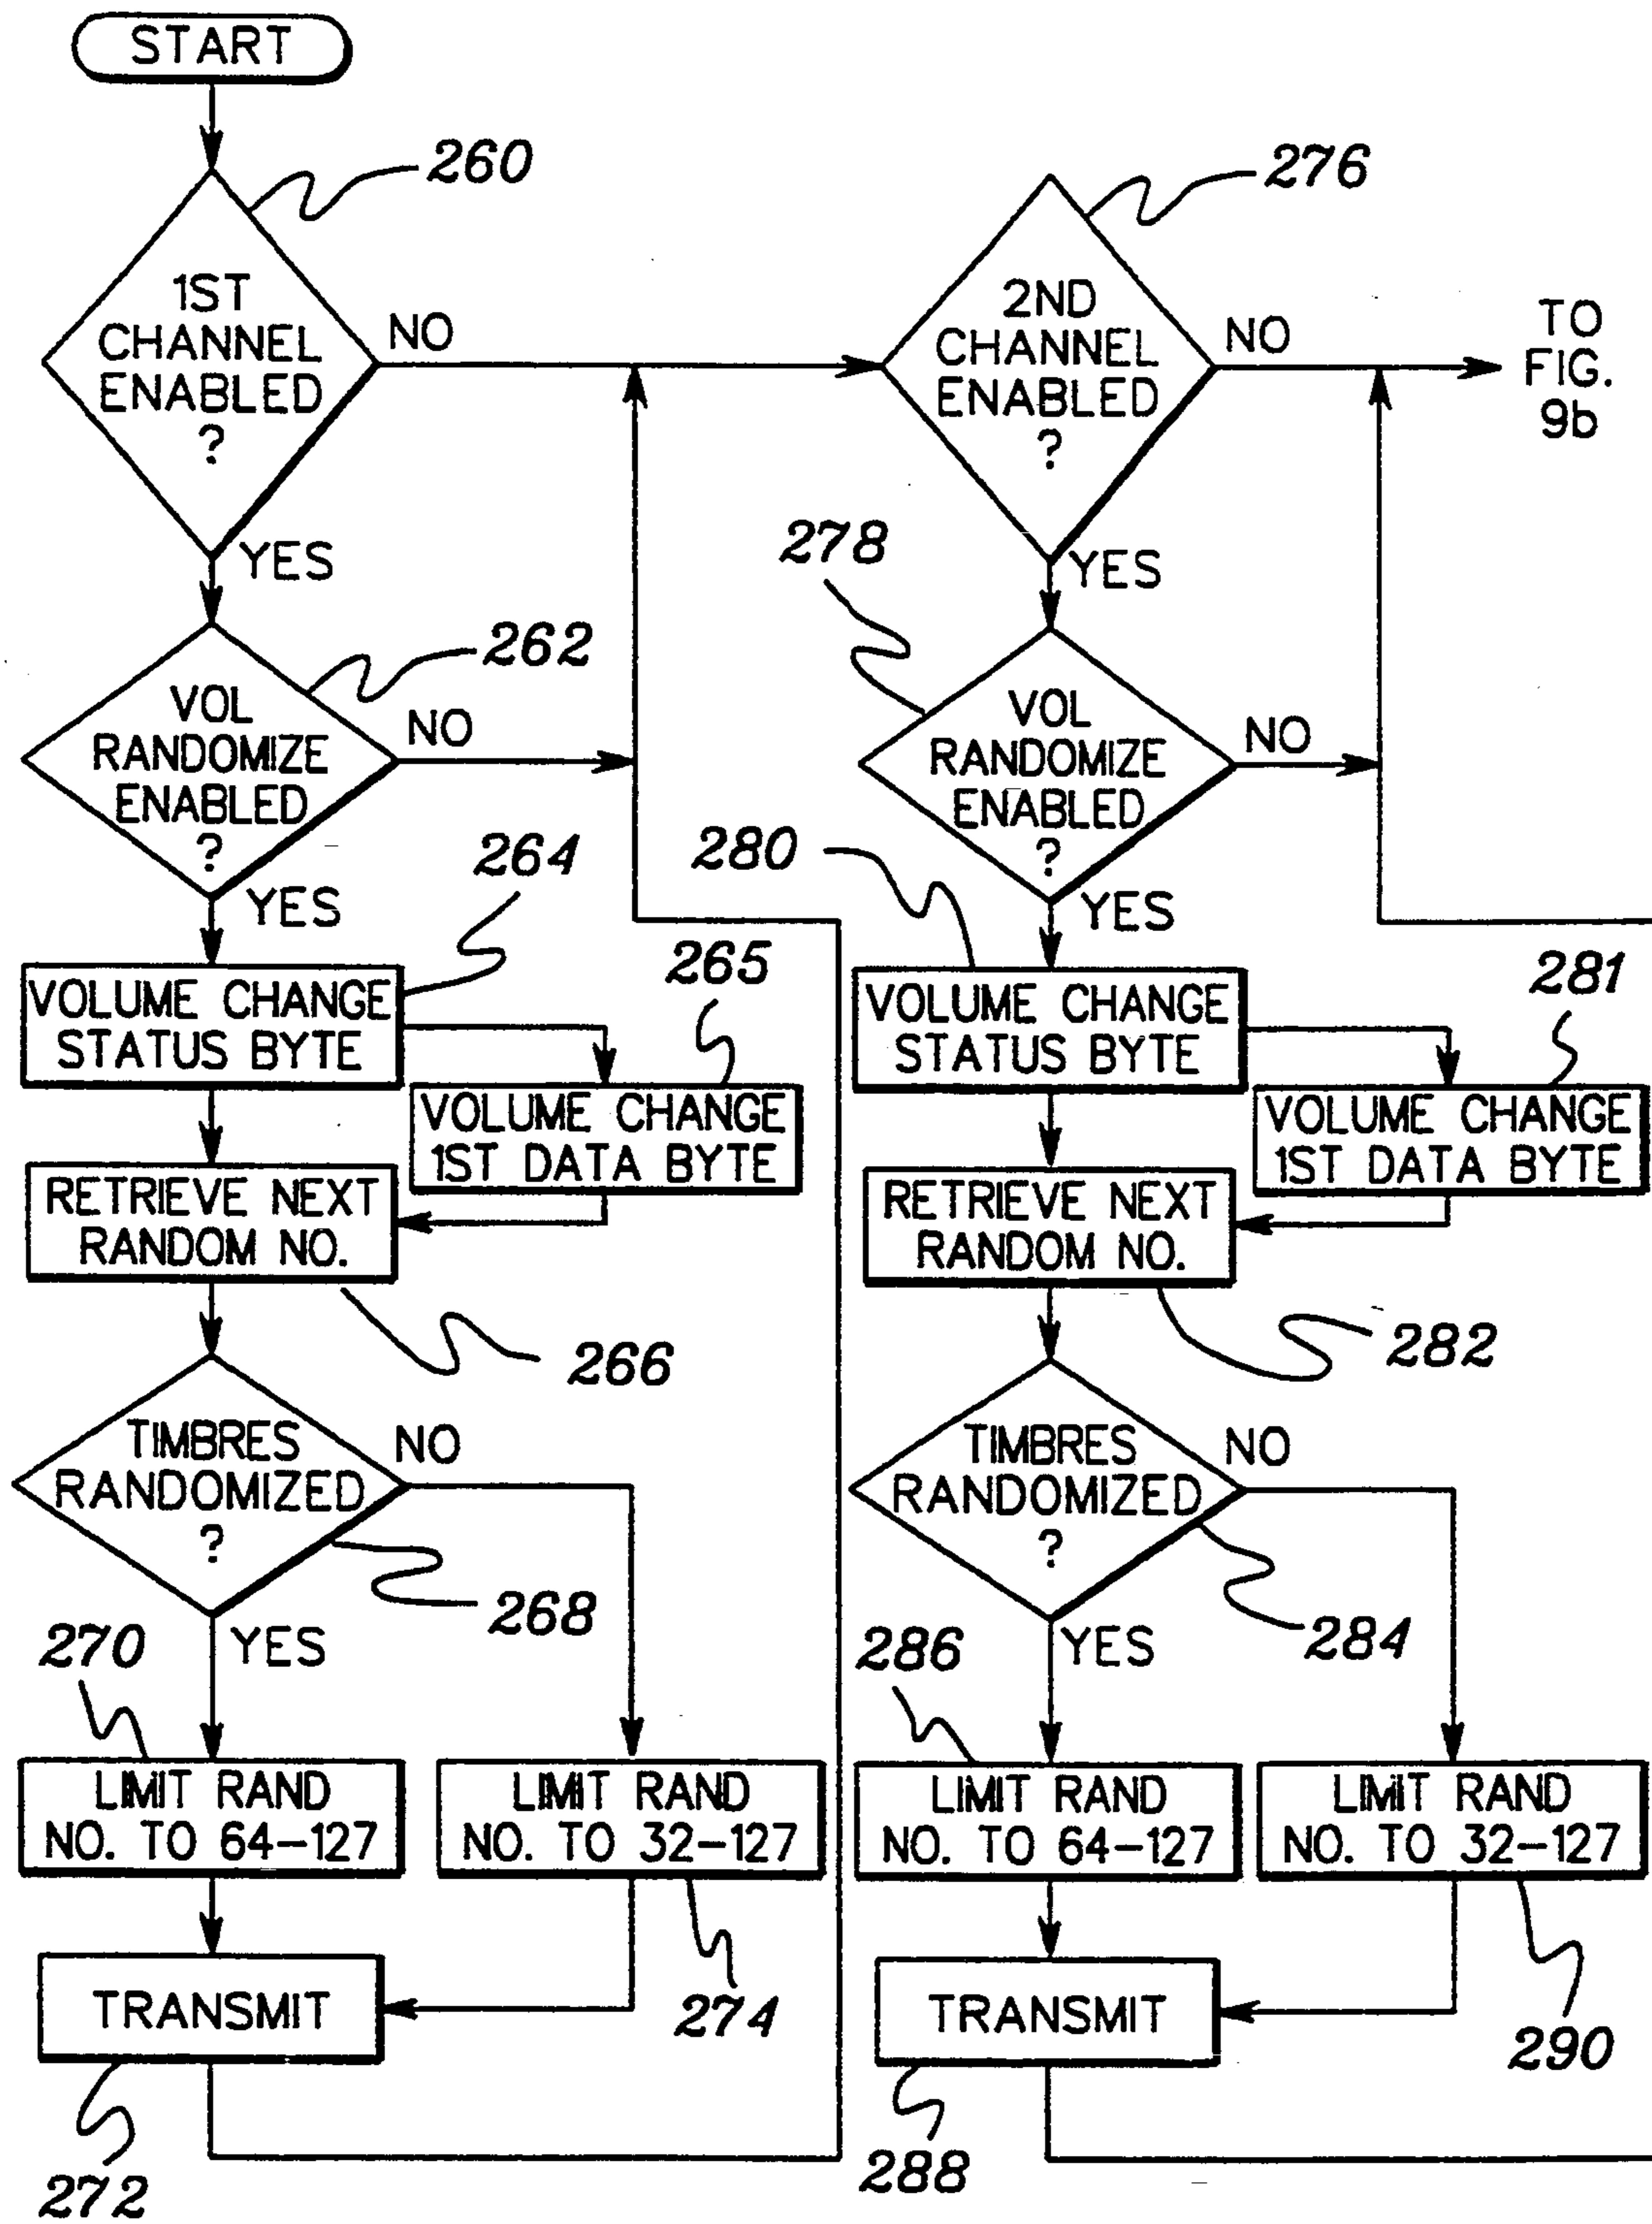 START
260
1ST
CHANNEL
ENABLED
?
NO
YES
262
VOL
RANDOMIZE
ENABLED
?
NO
YES
264
VOLUME CHANGE
STATUS BYTE
265
VOLUME CHANGE
1ST DATA BYTE
RETRIEVE NEXT
RANDOM NO.
266
TIMBRES
RANDOMIZED
?
NO
268
YES
270
LIMIT RAND
NO. TO 64-127
LIMIT RAND
NO. TO 32-127
274
TRANSMIT
272
276
2ND
CHANNEL
ENABLED
?
NO
TO
FIG.
9b
YES
278
VOL
RANDOMIZE
ENABLED
?
NO
YES
280
VOLUME CHANGE
STATUS BYTE
281
VOLUME CHANGE
1ST DATA BYTE
RETRIEVE NEXT
RANDOM NO.
282
TIMBRES
RANDOMIZED
?
NO
284
YES
286
LIMIT RAND
NO. TO 64-127
LIMIT RAND
NO. TO 32-127
290
TRANSMIT
288